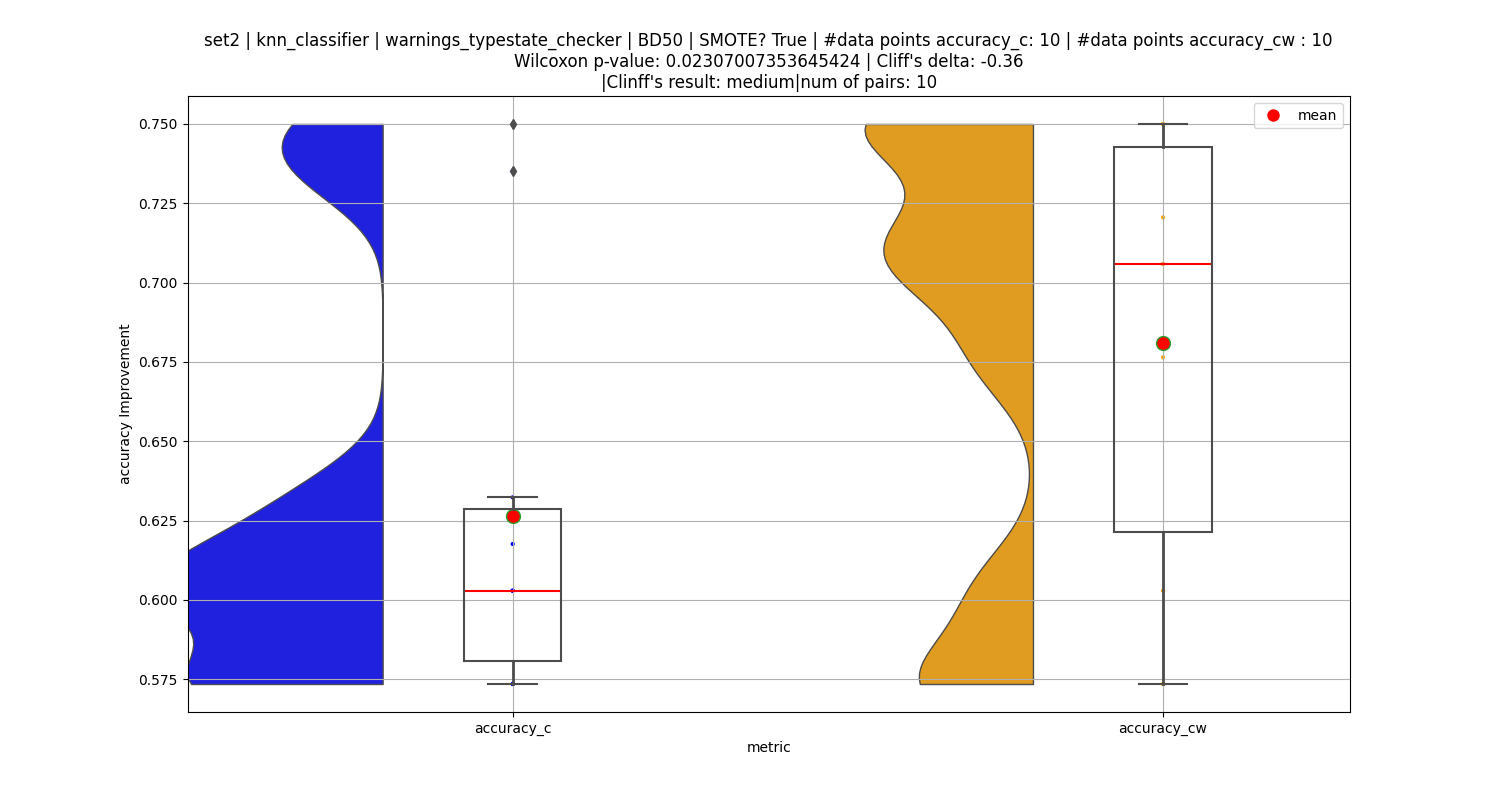 set2 | knn_classifier | warnings_typestate_checker | BD50 | SMOTE? True | #data points accuracy_c: 10 | #data points accuracy_cw : 10
Wilcoxon p-value: 0.02307007353645424 | Cliff's delta: -0.36
|Clinff's result: medium|num of pairs: 10
mean
accuracy Improvement
0.750
0.725
0.700
0.675
0.650
0.625
0.600
0.575
accuracy_c
accuracy_cw
metric